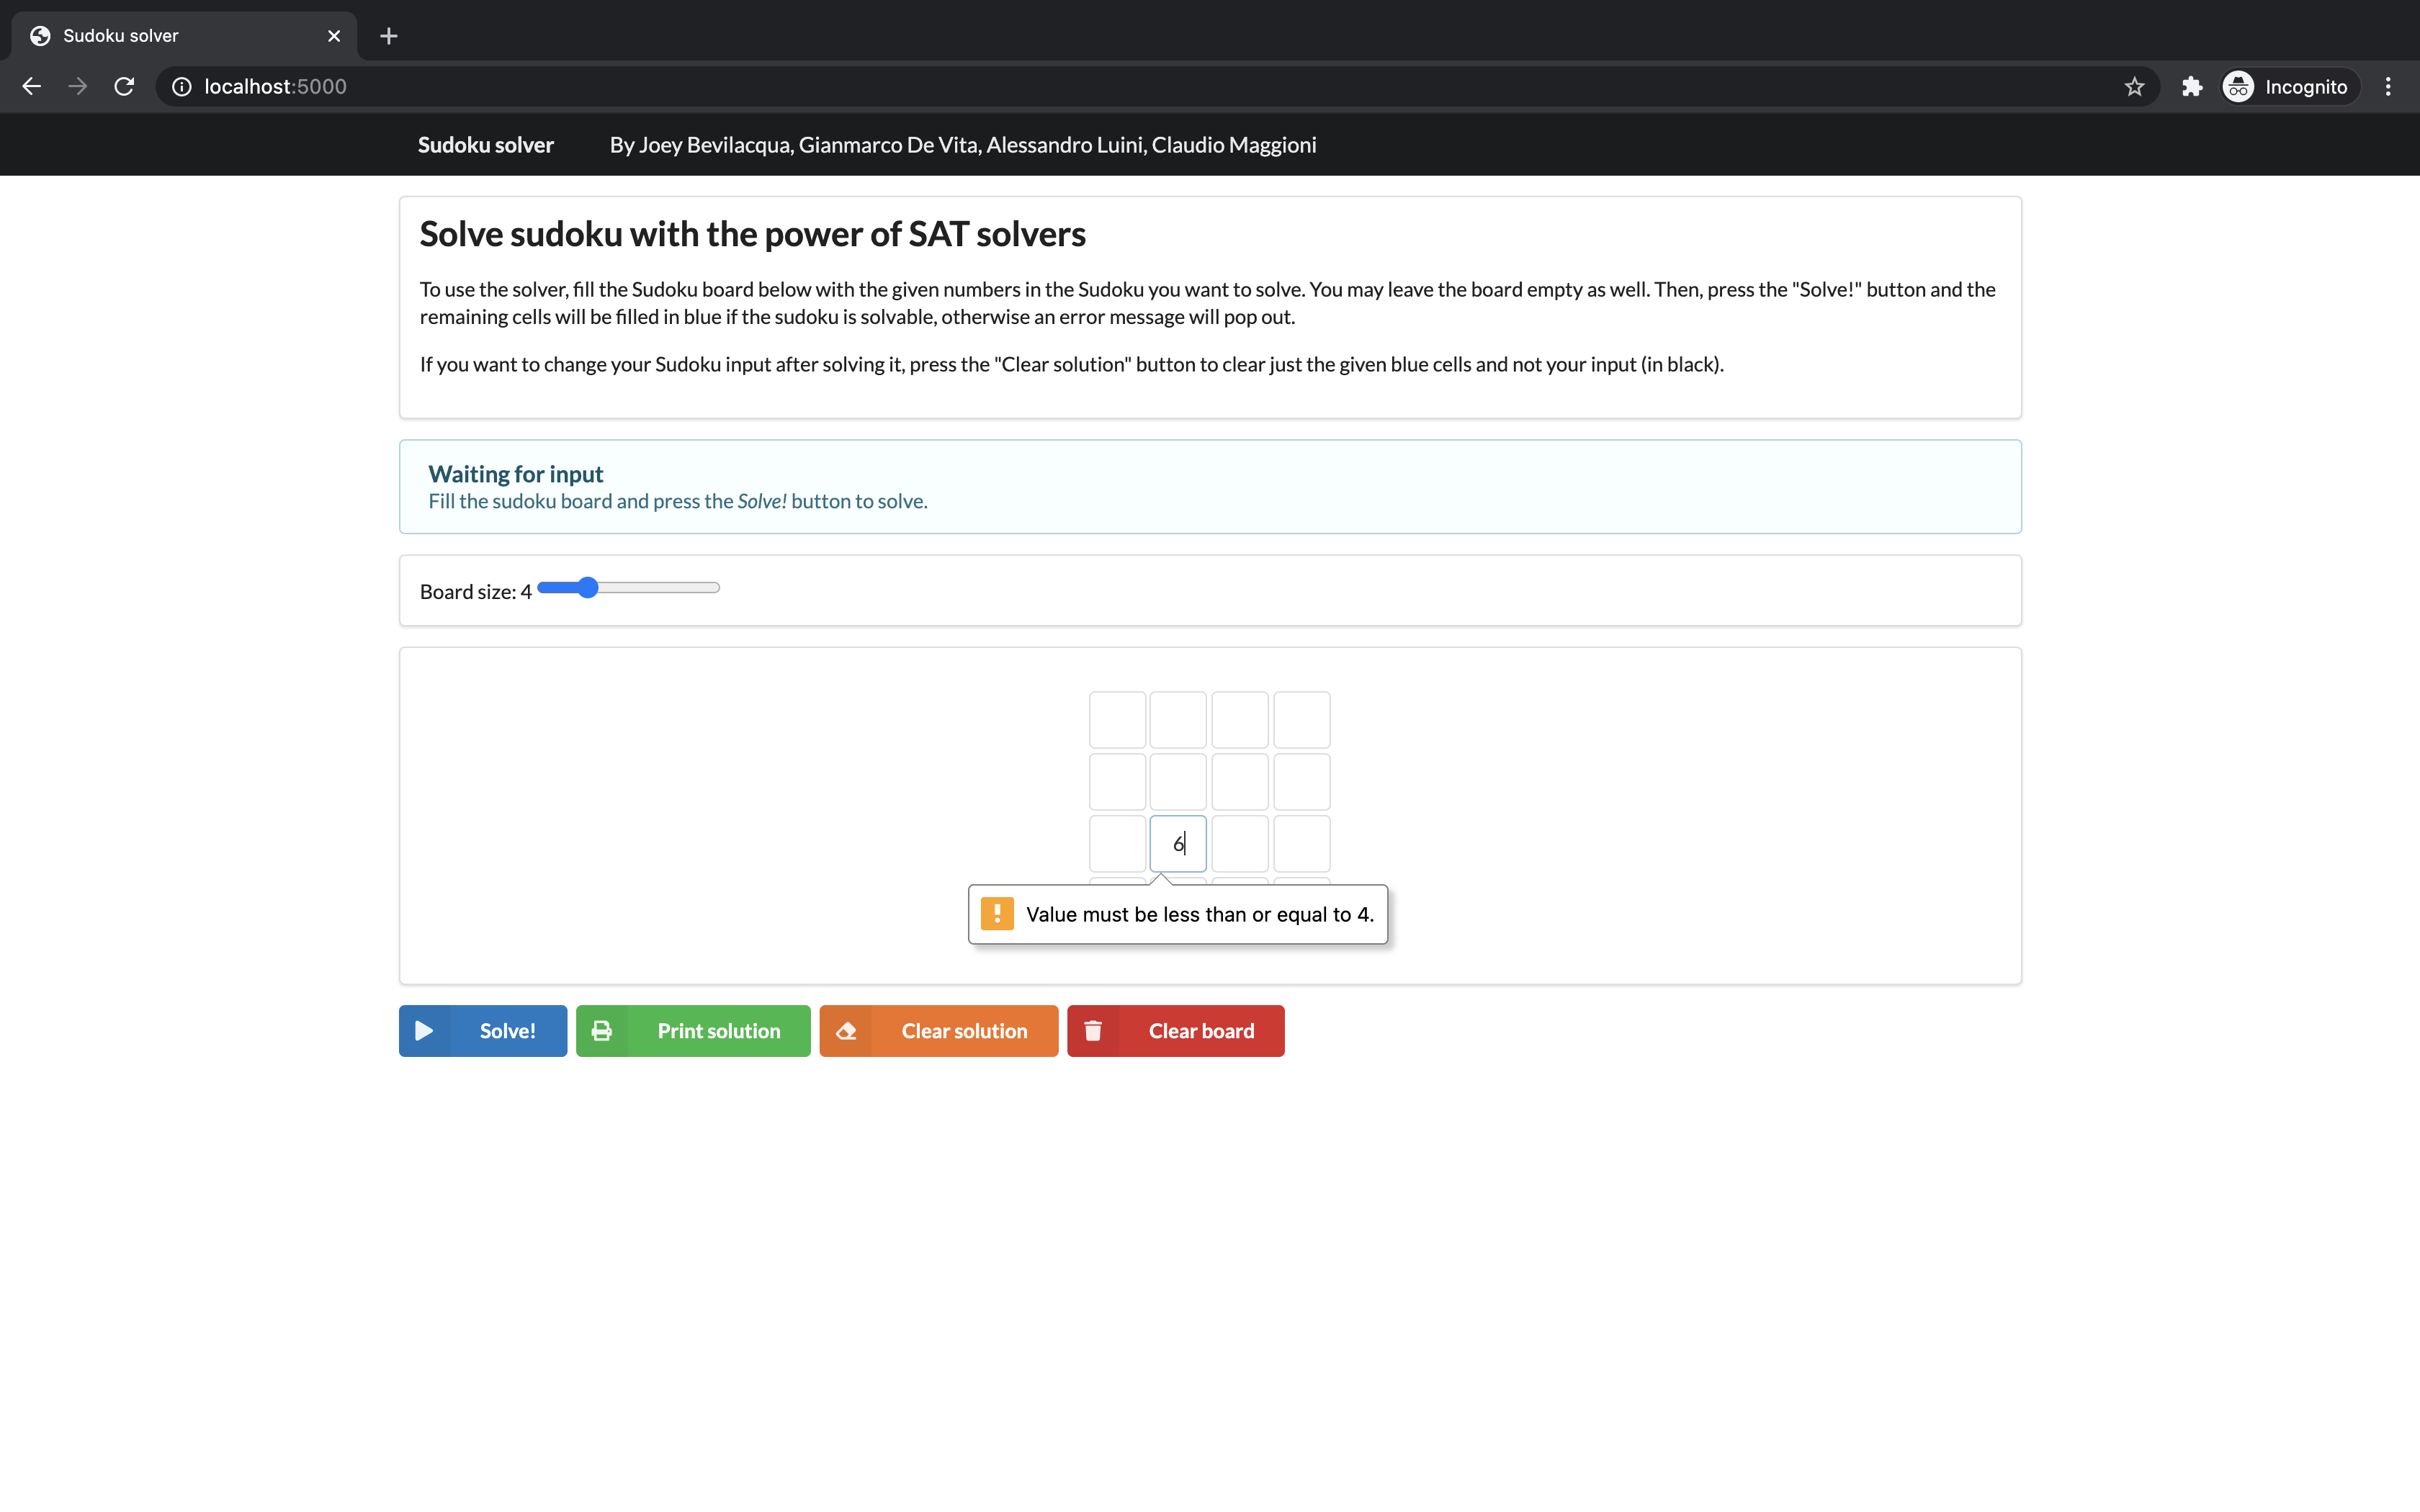 Sudoku solver
localhost:5000
Incognito
Sudoku solver By Joey Bevilacqua, Gianmarco De Vita, Alessandro Luini, Claudio Maggioni
Solve sudoku with the power of SAT solvers
To use the solver, fill the Sudoku board below with the given numbers in the Sudoku you want to solve. You may leave the board empty as well. Then, press the "Solve!" button and the
remaining cells will be filled in blue if the sudoku is solvable, otherwise an error message will pop out.
If you want to change your Sudoku input after solving it, press the "Clear solution" button to clear just the given blue cells and not your input (in black).
Waiting for input
Fill the sudoku board and press the Solve! button to solve.
Board size: 4
6
Value must be less than or equal to 4.
Solve! Print solution Clear solution Clear board